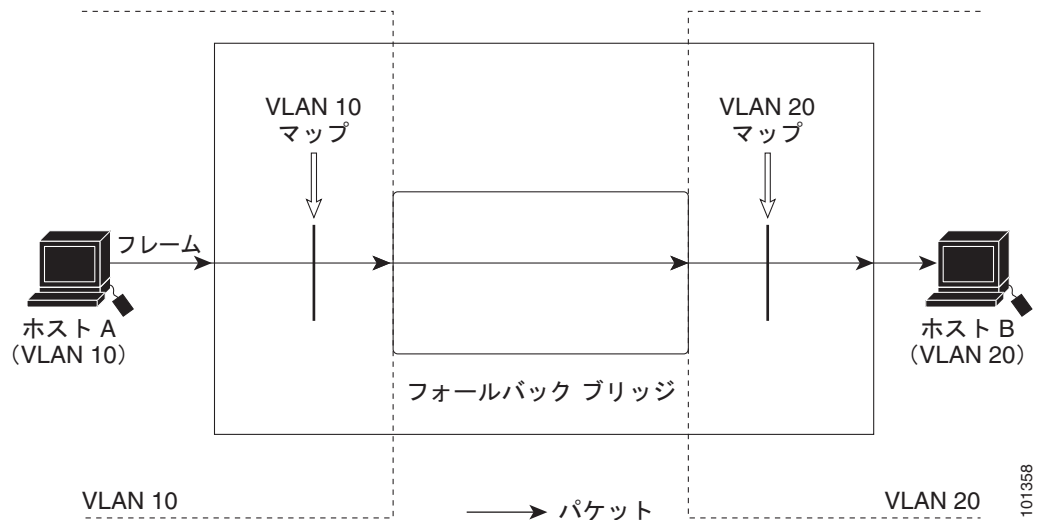 VLAN 10
マップ
VLAN 20
マップ
フレーム
ホスト A
(VLAN 10)
ホスト B
(VLAN 20)
フォールバック ブリッジ
VLAN 10
パケット
VLAN 20
101358